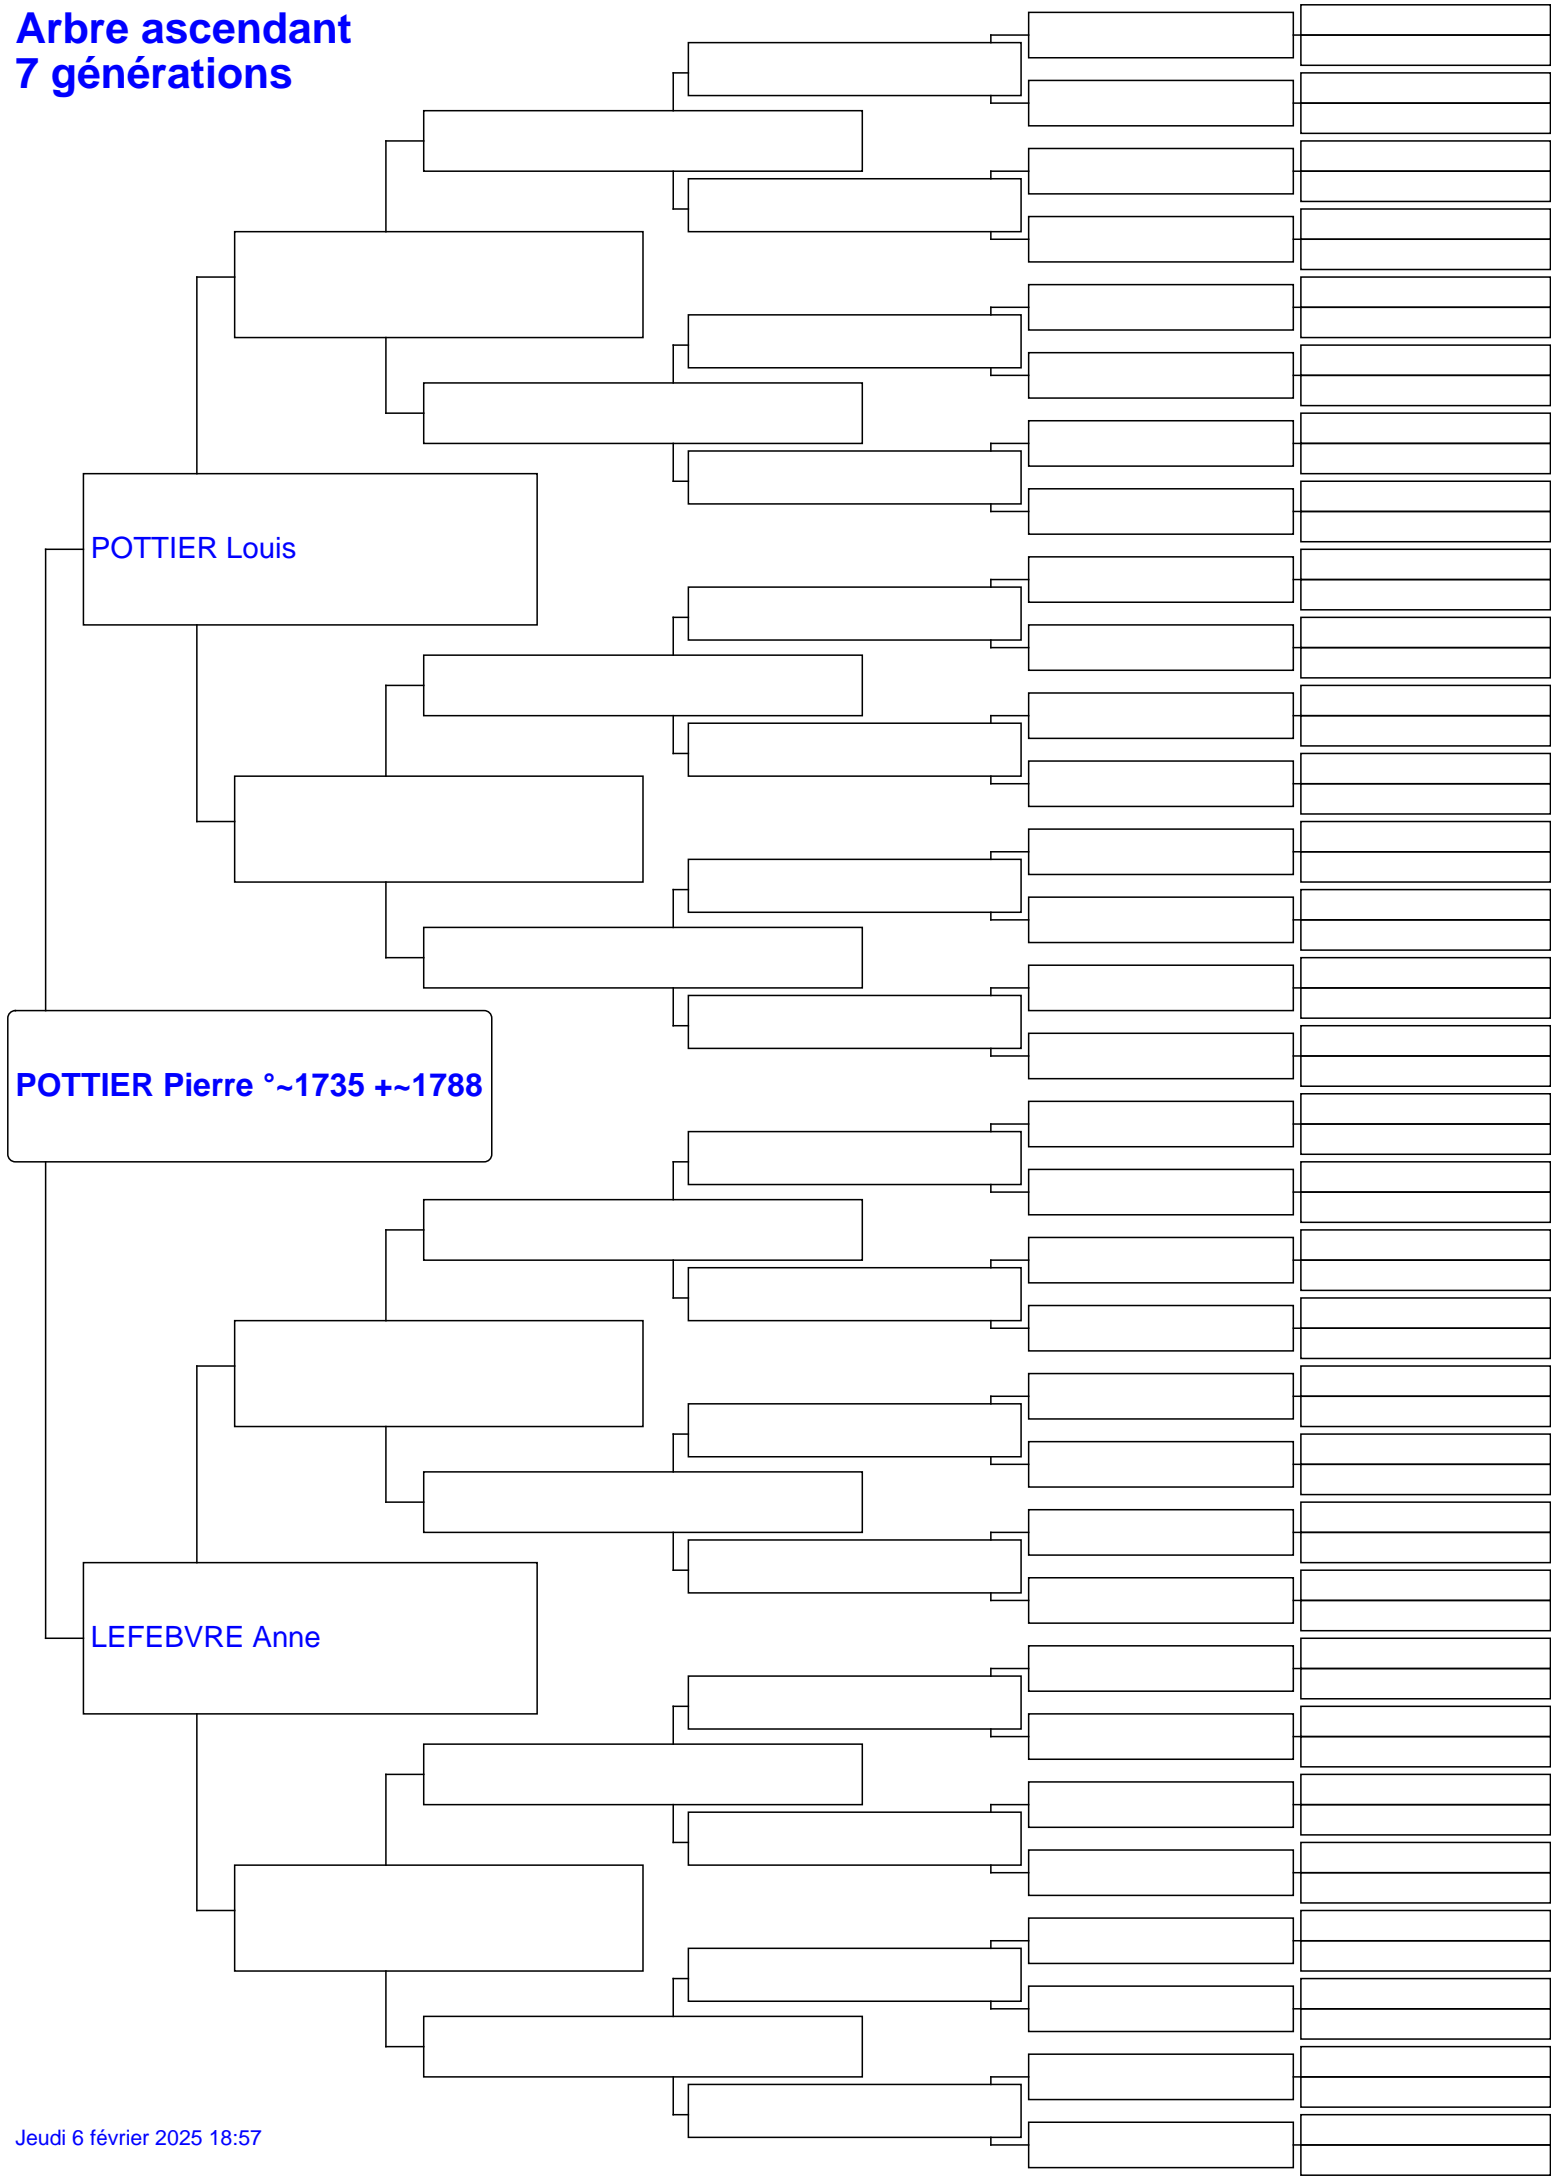 Arbre ascendant
7 générations
POTTIER Louis
POTTIER Pierre °~1735 +~1788
LEFEBVRE Anne
Jeudi 6 février 2025 18:57